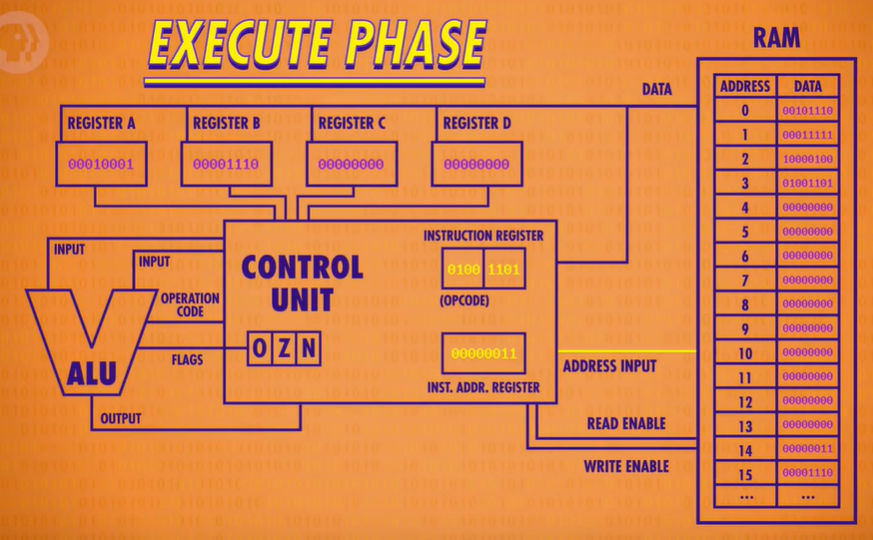 EXECUTE PHASE
RAM
DATA
ADDRESS DATA
0 00101110
1 00011111
2 10000100
3 01001101
4 00000000
5 00000000
6 00000000
7 00000000
8 00000000
9 00000000
10 00000000
11 00000000
12 00000000
13 00000000
14 00000011
15 00001110
... ...
REGISTER A REGISTER B REGISTER C REGISTER D
00010001 00001110 00000000 00000000
INPUT
INPUT
OPERATION
CODE
FLAGS
ALU
OUTPUT
CONTROL
UNIT
O Z N
INSTRUCTION REGISTER
0100 1101
(OPCODE)
00000011
INST. ADDR. REGISTER
ADDRESS INPUT
READ ENABLE
WRITE ENABLE